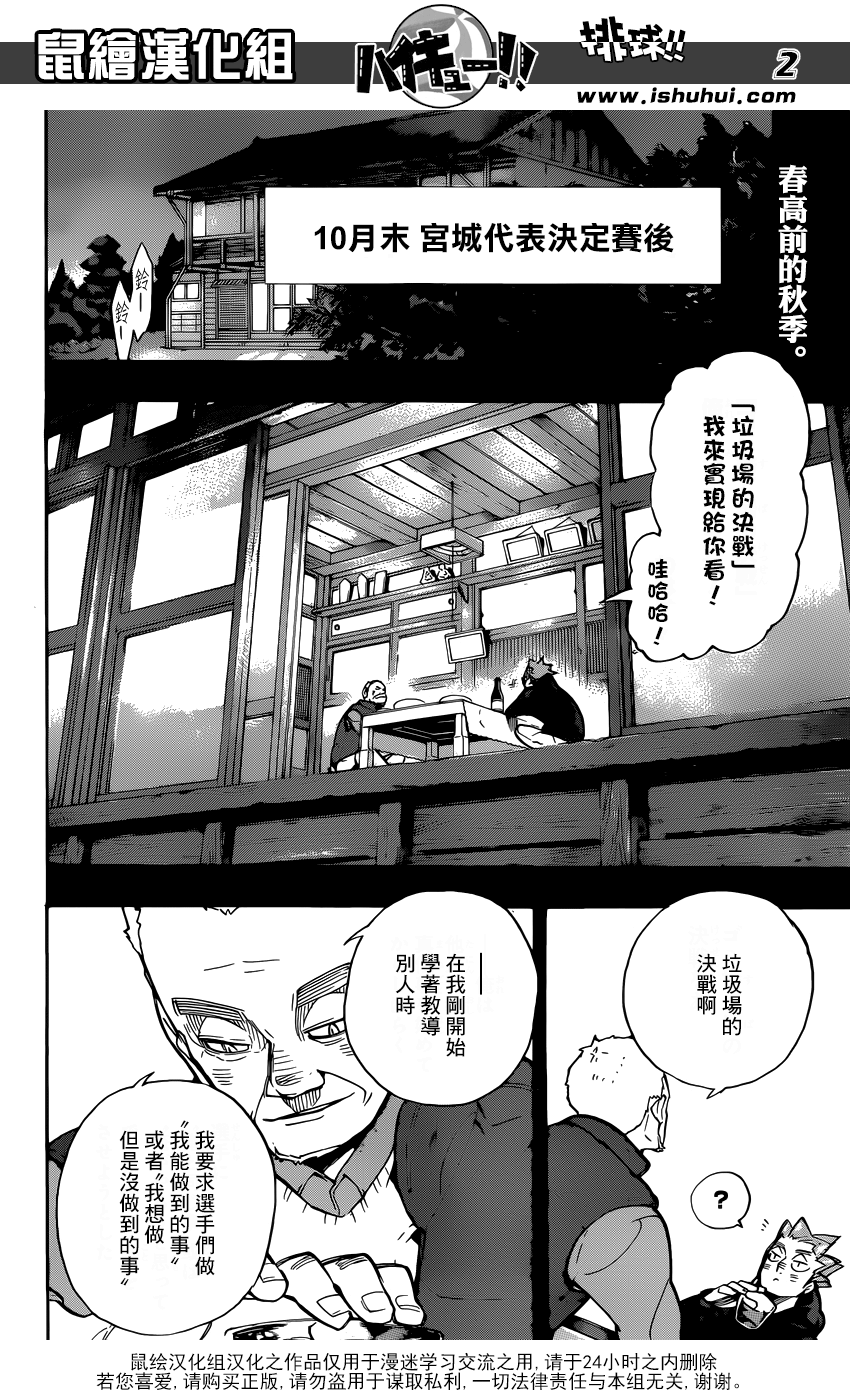 鼠繪漢化組
ハイキュー!!
排球!!
2
www.ishuhui.com
春高前的秋季。
10月末 宮城代表決定賽後
鈴ー
鈴ー
「垃圾場的決戰」
我來實現給你看！
哇哈哈！
垃圾場的
決戰啊
?
——
在我剛開始
學著教導
別人時
我要求選手們做
“我能做到的事”
或者“我想做
但是沒做到的事”
鼠绘汉化组汉化之作品仅用于漫迷学习交流之用, 请于24小时之内删除
若您喜爱, 请购买正版, 请勿盗用于谋取私利, 一切法律责任与本组无关, 谢谢.